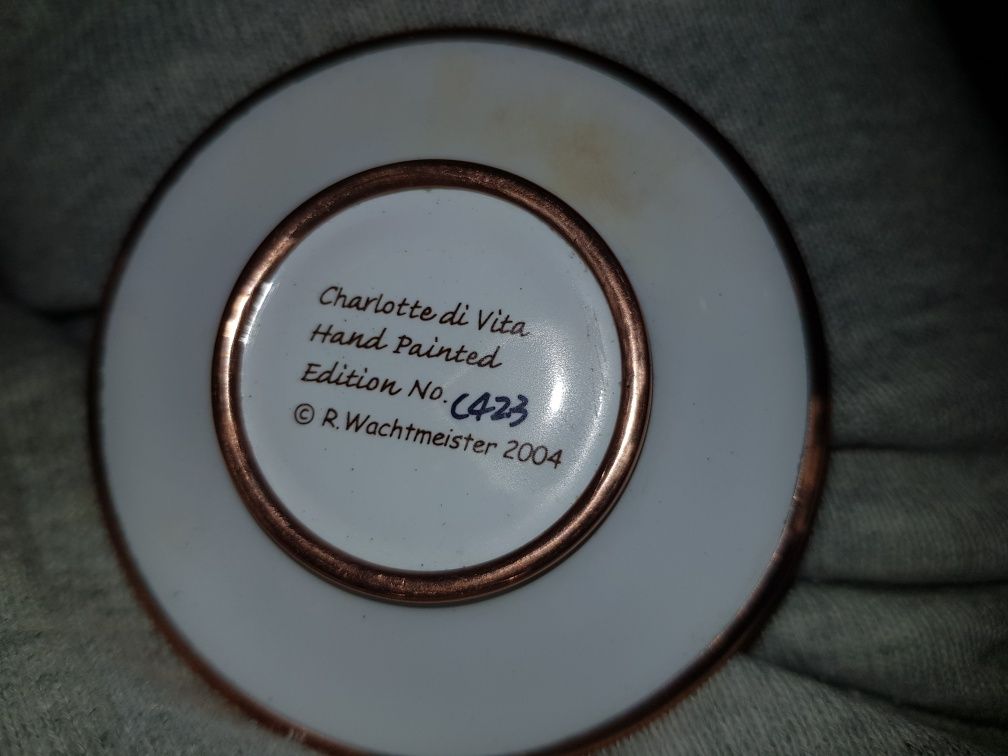 Charlotte di Vita
Hand Painted
Edition No. C423
© R.Wachtmeister 2004